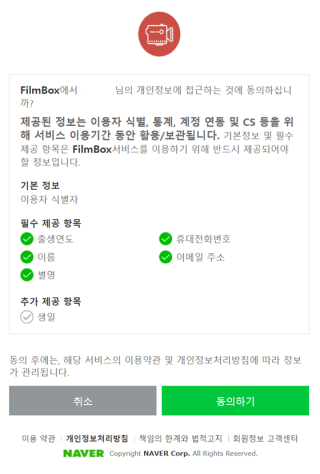 FilmBox에서 님의 개인정보에 접근하는 것에 동의하십니
까?
제공된 정보는 이용자 식별, 통계, 계정 연동 및 CS 등을 위
해 서비스 이용기간 동안 활용/보관됩니다. 기본정보 및 필수
제공 항목은 FilmBox서비스를 이용하기 위해 반드시 제공되어야
할 정보입니다.
기본 정보
이용자 식별자
필수 제공 항목
출생연도 휴대전화번호
이름 이메일 주소
별명
추가 제공 항목
생일
동의 후에는, 해당 서비스의 이용약관 및 개인정보처리방침에 따라 정보
가 관리됩니다.
취소 동의하기
이용 약관 개인정보처리방침 책임의 한계와 법적고지 회원정보 고객센터
NAVER Copyright NAVER Corp. All Rights Reserved.